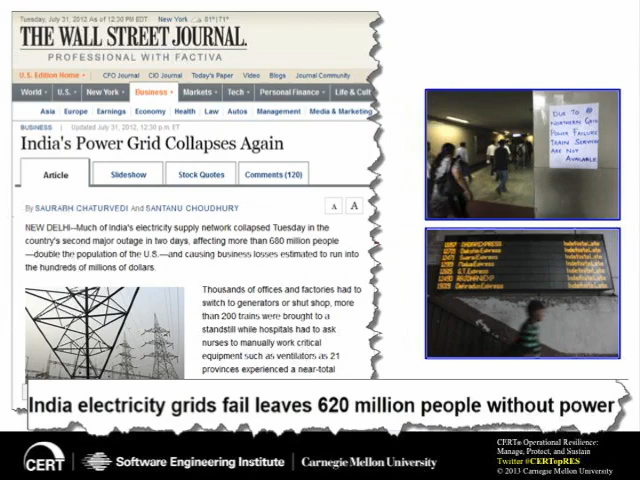 Tuesday, July 31, 2012 As of 12:30 PM EDT New York 81º|71º
THE WALL STREET JOURNAL.
PROFESSIONAL WITH FACTIVA
U.S. Edition Home CFO Journal CIO Journal Today's Paper Video Blogs Journal Community
World U.S. New York Business Markets Tech Personal Finance Life & Cult
Asia Europe Earnings Economy Health Law Autos Management Media & Marketing
BUSINESS Updated July 31, 2012, 12:30 p.m. ET
India's Power Grid Collapses Again
Article Slideshow Stock Quotes Comments (120)
By SAURABH CHATURVEDI And SANTANU CHOUDHURY A A
NEW DELHI—Much of India's electricity supply network collapsed Tuesday in the
country's second major outage in two days, affecting more than 680 million people
—double the population of the U.S.—and causing business losses estimated to run into
the hundreds of millions of dollars.
Thousands of offices and factories had to
switch to generators or shut shop, more
than 200 trains were brought to a
standstill while hospitals had to ask
nurses to manually work critical
equipment such as ventilators as 21
provinces experienced a near-total
DUE TO
NORTHERN GRID
POWER FAILURE
TRAIN SERVICES
ARE NOT
AVAILABLE
India electricity grids fail leaves 620 million people without power
CERT
Software Engineering Institute
Carnegie Mellon University
CERT® Operational Resilience:
Manage, Protect, and Sustain
Twitter #CERTopRES
© 2013 Carnegie Mellon University